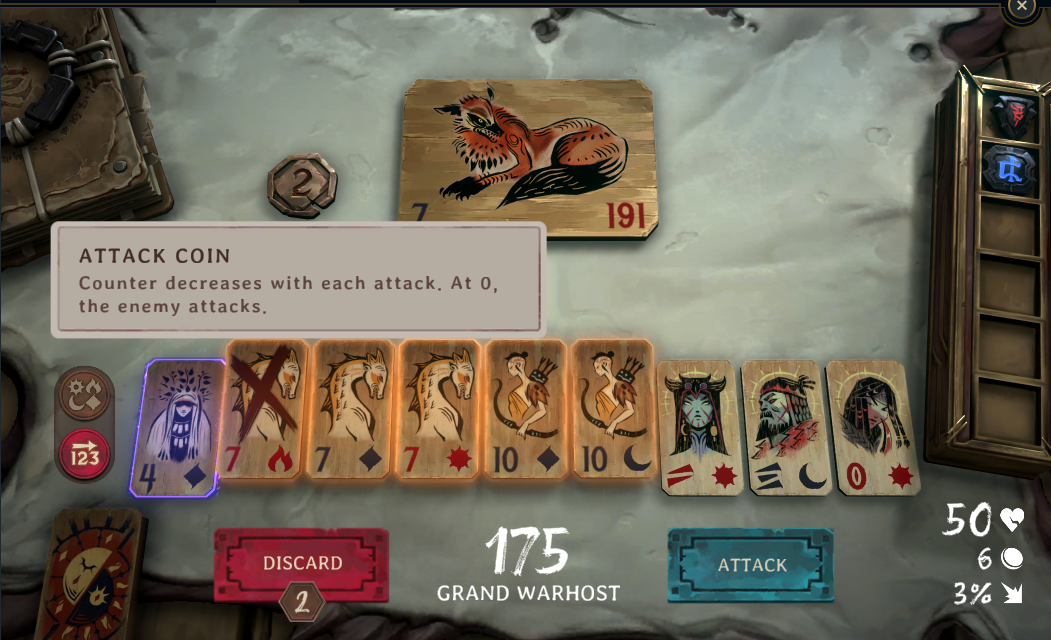 2
7
191
ATTACK COIN
Counter decreases with each attack. At 0,
the enemy attacks.
123
4
7
7
7
10
10
0
DISCARD
2
175
GRAND WARHOST
ATTACK
50
6
3%